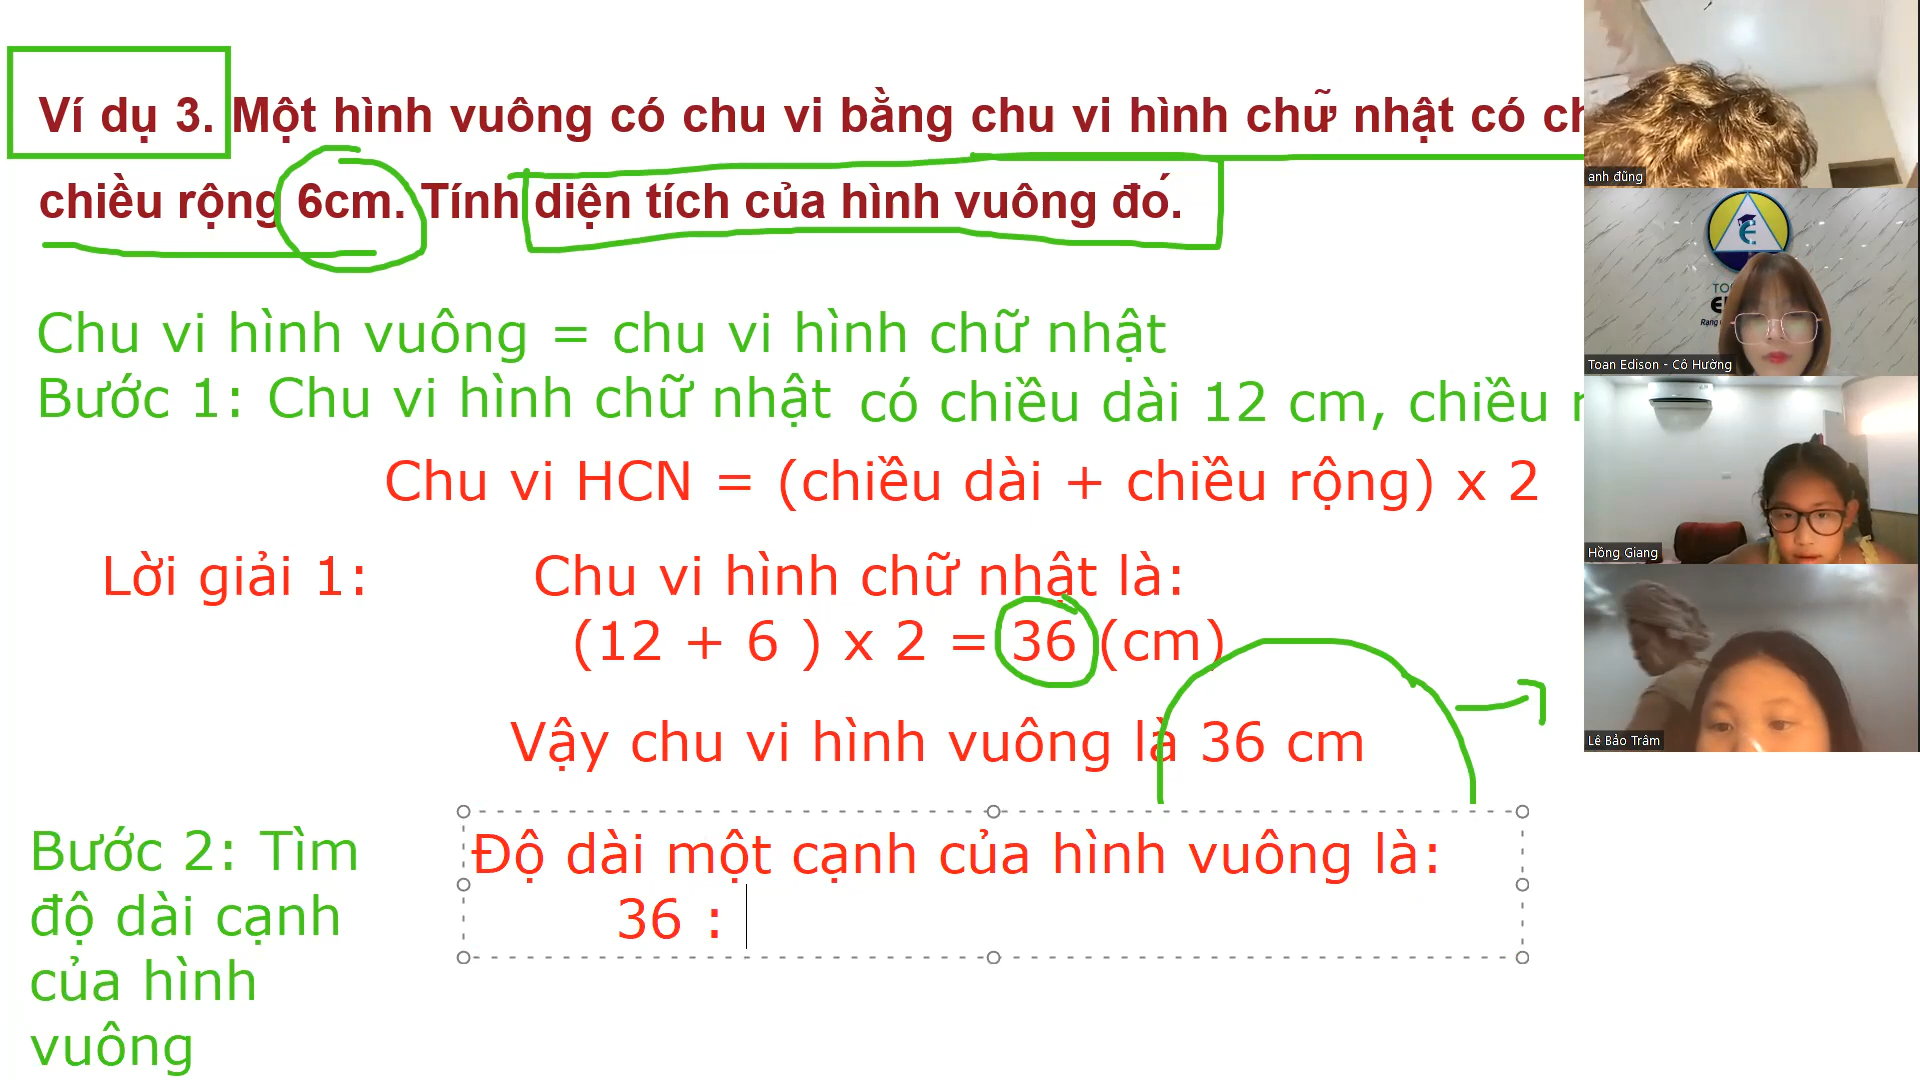 Ví dụ 3. Một hình vuông có chu vi bằng chu vi hình chữ nhật có
chiều rộng 6cm. Tính diện tích của hình vuông đó.
Chu vi hình vuông = chu vi hình chữ nhật
Bước 1: Chu vi hình chữ nhật có chiều dài 12 cm, chiều
Chu vi HCN = (chiều dài + chiều rộng) x 2
Lời giải 1:
Chu vi hình chữ nhật là:
(12 + 6 ) x 2 = 36 (cm)
Vậy chu vi hình vuông là 36 cm
Bước 2: Tìm
độ dài cạnh
của hình
vuông
Độ dài một cạnh của hình vuông là:
36 :
anh đũng
Toan Edison - Cô Hường
Hồng Giang
Lê Bảo Trâm